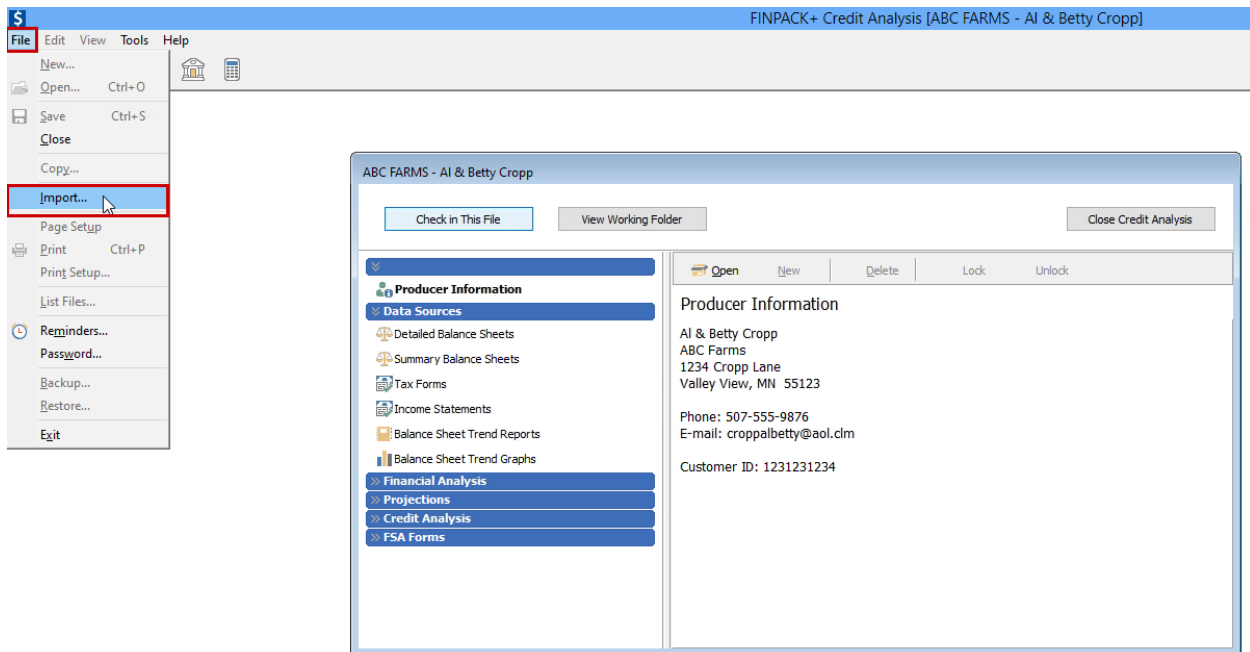 $
FINPACK+ Credit Analysis [ABC FARMS - Al & Betty Cropp]
File Edit View Tools Help
New...
Open... Ctrl+O
Save Ctrl+S
Close
Copy...
Import...
Page Setup
Print Ctrl+P
Print Setup...
List Files...
Reminders...
Password...
Backup...
Restore...
Exit
ABC FARMS - Al & Betty Cropp
Check in This File View Working Folder Close Credit Analysis
Producer Information
Data Sources
Detailed Balance Sheets
Summary Balance Sheets
Tax Forms
Income Statements
Balance Sheet Trend Reports
Balance Sheet Trend Graphs
Financial Analysis
Projections
Credit Analysis
FSA Forms
Open New Delete Lock Unlock
Producer Information
Al & Betty Cropp
ABC Farms
1234 Cropp Lane
Valley View, MN 55123
Phone: 507-555-9876
E-mail: croppalbetty@aol.clm
Customer ID: 1231231234